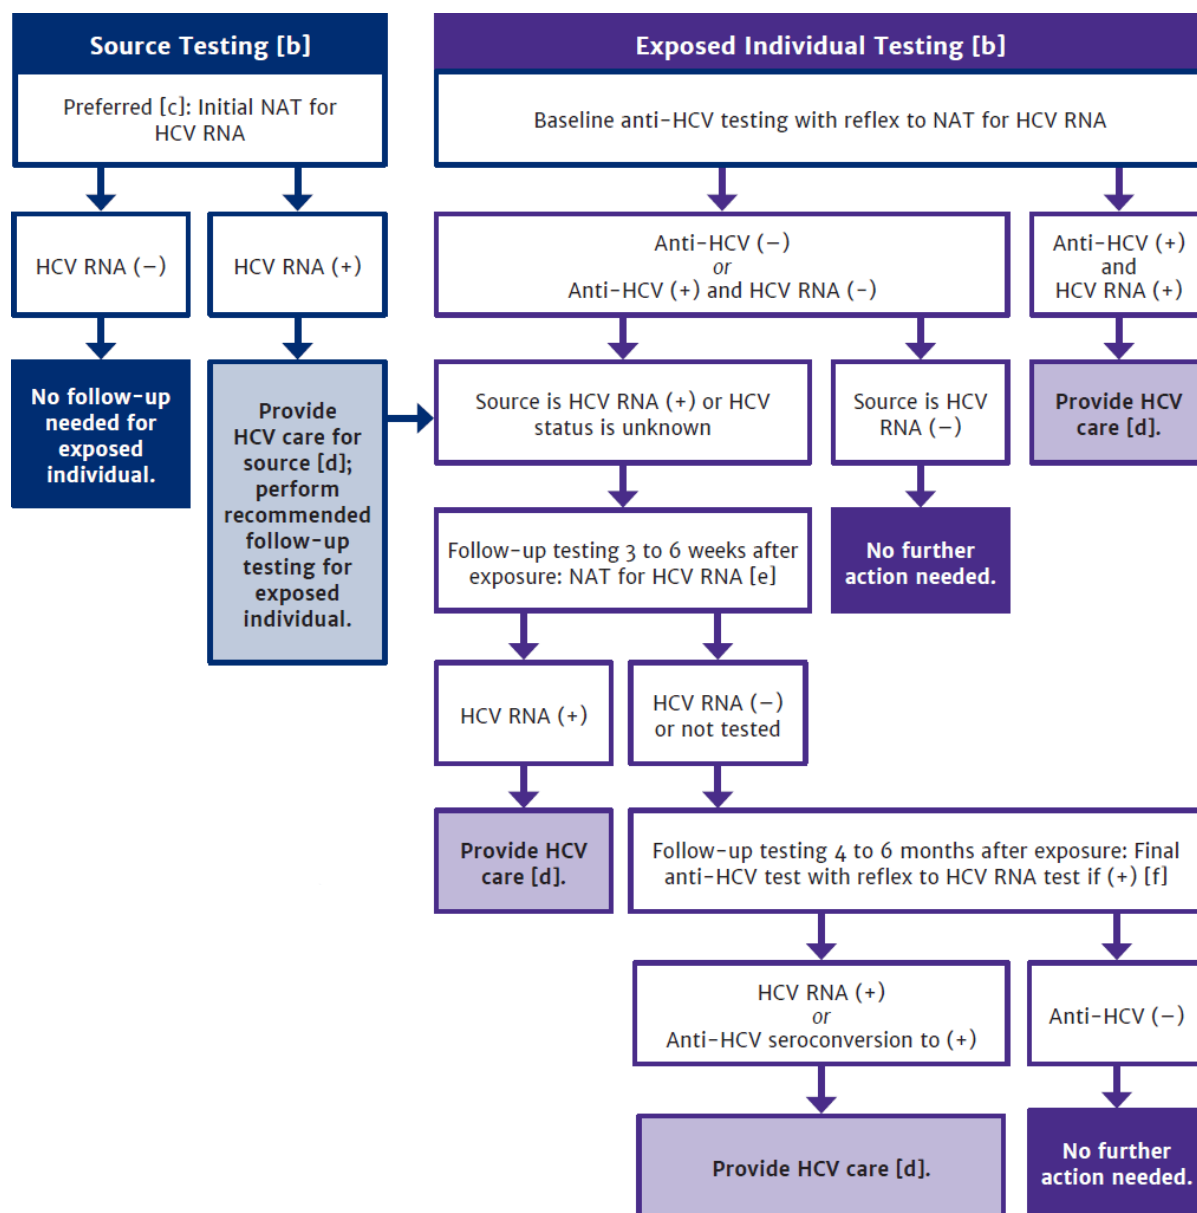 Source Testing [b]
Preferred [c]: Initial NAT for
HCV RNA
HCV RNA (−)
HCV RNA (+)
No follow-up
needed for
exposed
individual.
Provide
HCV care for
source [d];
perform
recommended
follow-up
testing for
exposed
individual.
Exposed Individual Testing [b]
Baseline anti-HCV testing with reflex to NAT for HCV RNA
Anti-HCV (−)
or
Anti-HCV (+) and HCV RNA (-)
Anti-HCV (+)
and
HCV RNA (+)
Source is HCV RNA (+) or HCV
status is unknown
Source is HCV
RNA (−)
Provide HCV
care [d].
Follow-up testing 3 to 6 weeks after
exposure: NAT for HCV RNA [e]
No further
action needed.
HCV RNA (+)
HCV RNA (−)
or not tested
Provide HCV
care [d].
Follow-up testing 4 to 6 months after exposure: Final
anti-HCV test with reflex to HCV RNA test if (+) [f]
HCV RNA (+)
or
Anti-HCV seroconversion to (+)
Anti-HCV (−)
Provide HCV care [d].
No further
action needed.